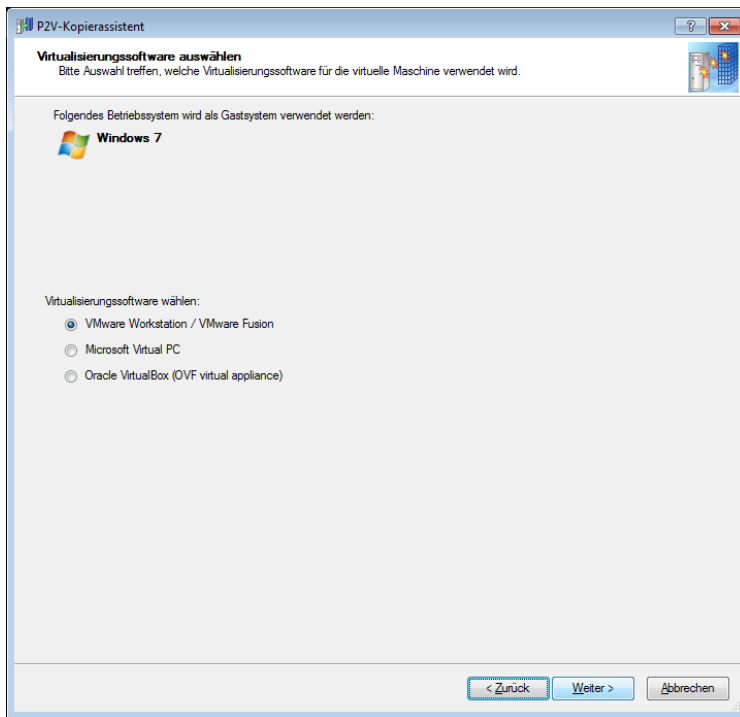 P2V-Kopierassistent
Virtualisierungssoftware auswählen
Bitte Auswahl treffen, welche Virtualisierungssoftware für die virtuelle Maschine verwendet wird.
Folgendes Betriebssystem wird als Gastsystem verwendet werden:
Windows 7
Virtualisierungssoftware wählen:
VMware Workstation / VMware Fusion
Microsoft Virtual PC
Oracle VirtualBox (OVF virtual appliance)
< Zurück Weiter > Abbrechen